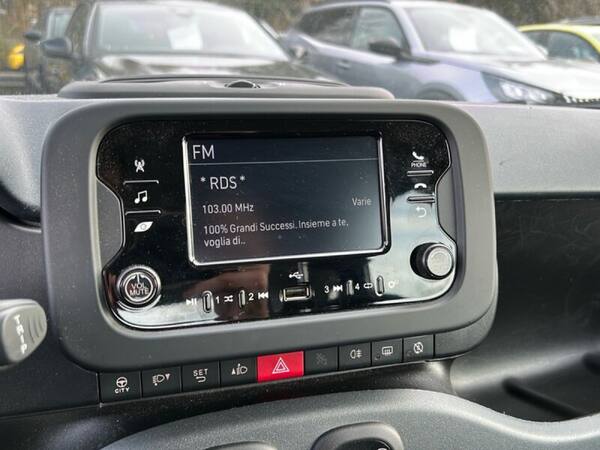 FM
* RDS *
103.00 MHz
Varie
100% Grandi Successi. Insieme a te,
voglia di..
PHONE
VOL
MUTE
1
2
3
4
TRIP
CITY
SET